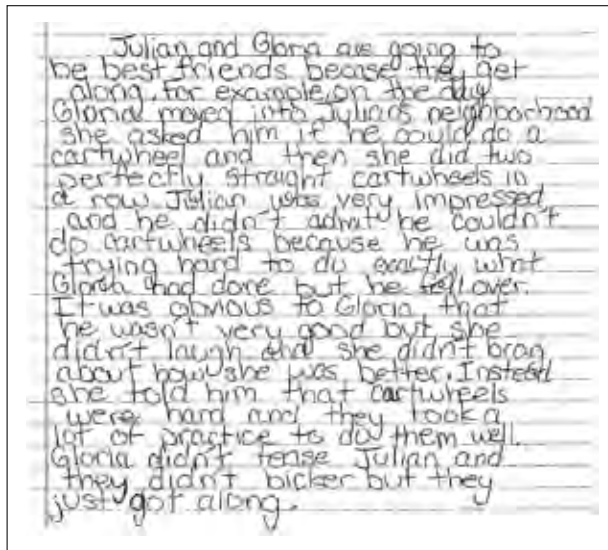 Julian and Gloria are going to
be best friends becase they get
along, for example, on the day
Gloria moved into Julian's neighborhood
she asked him if he could do a
cartwheel and then she did two
perfectly straight cartwheels in
a row. Julian was very impressed
and he didn't admit he couldn't
do cartwheels because he was
trying hard to do exactly what
Gloria had done but he fell over.
It was obvious to Gloria that
he wasn't very good but she
didn't laugh and she didn't brag
about how she was better. Instead
she told him that cartwheels
were hard and they took a
lot of practice to do them well.
Gloria didn't tease Julian and
they didn't bicker but they
just got along.